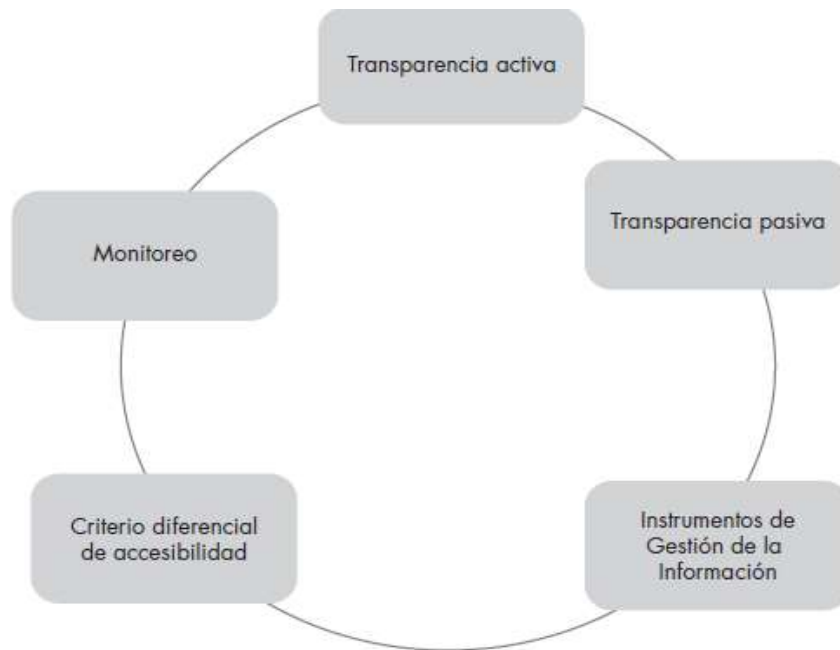 Transparencia activa
Transparencia pasiva
Monitoreo
Criterio diferencial
de accesibilidad
Instrumentos de
Gestión de la
Información